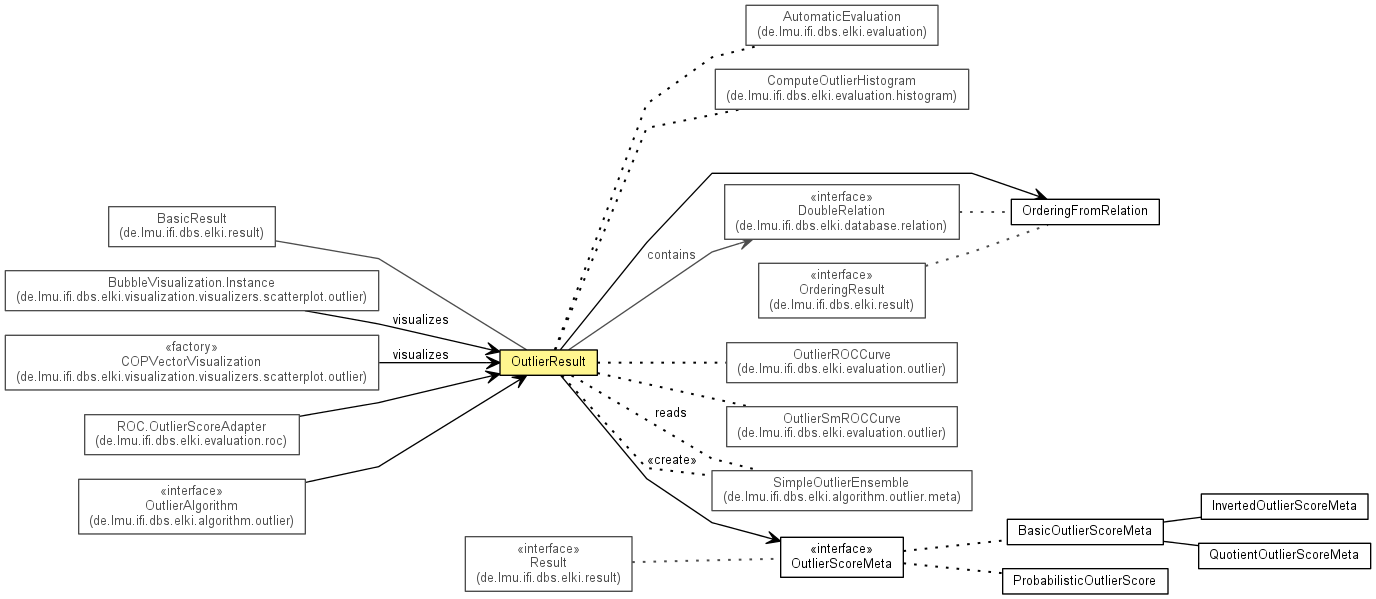 AutomaticEvaluation
(de.lmu.ifi.dbs.elki.evaluation)
ComputeOutlierHistogram
(de.lmu.ifi.dbs.elki.evaluation.histogram)
«interface»
DoubleRelation
(de.lmu.ifi.dbs.elki.database.relation)
OrderingFromRelation
BasicResult
(de.lmu.ifi.dbs.elki.result)
contains
«interface»
OrderingResult
(de.lmu.ifi.dbs.elki.result)
BubbleVisualization.Instance
(de.lmu.ifi.dbs.elki.visualization.visualizers.scatterplot.outlier)
visualizes
«factory»
COPVectorVisualization
(de.lmu.ifi.dbs.elki.visualization.visualizers.scatterplot.outlier)
visualizes
OutlierResult
OutlierROCCurve
(de.lmu.ifi.dbs.elki.evaluation.outlier)
ROC.OutlierScoreAdapter
(de.lmu.ifi.dbs.elki.evaluation.roc)
reads
OutlierSmROCCurve
(de.lmu.ifi.dbs.elki.evaluation.outlier)
«create»
SimpleOutlierEnsemble
(de.lmu.ifi.dbs.elki.algorithm.outlier.meta)
«interface»
OutlierAlgorithm
(de.lmu.ifi.dbs.elki.algorithm.outlier)
InvertedOutlierScoreMeta
BasicOutlierScoreMeta
«interface»
Result
(de.lmu.ifi.dbs.elki.result)
«interface»
OutlierScoreMeta
QuotientOutlierScoreMeta
ProbabilisticOutlierScore